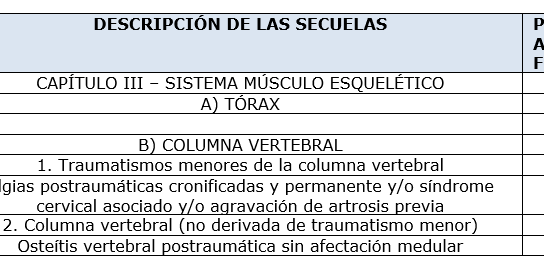 DESCRIPCIÓN DE LAS SECUELAS
P
A
F
CAPÍTULO III – SISTEMA MÚSCULO ESQUELÉTICO
A) TÓRAX
B) COLUMNA VERTEBRAL
1. Traumatismos menores de la columna vertebral
lgias postraumáticas cronificadas y permanente y/o síndrome
cervical asociado y/o agravación de artrosis previa
2. Columna vertebral (no derivada de traumatismo menor)
Osteítis vertebral postraumática sin afectación medular